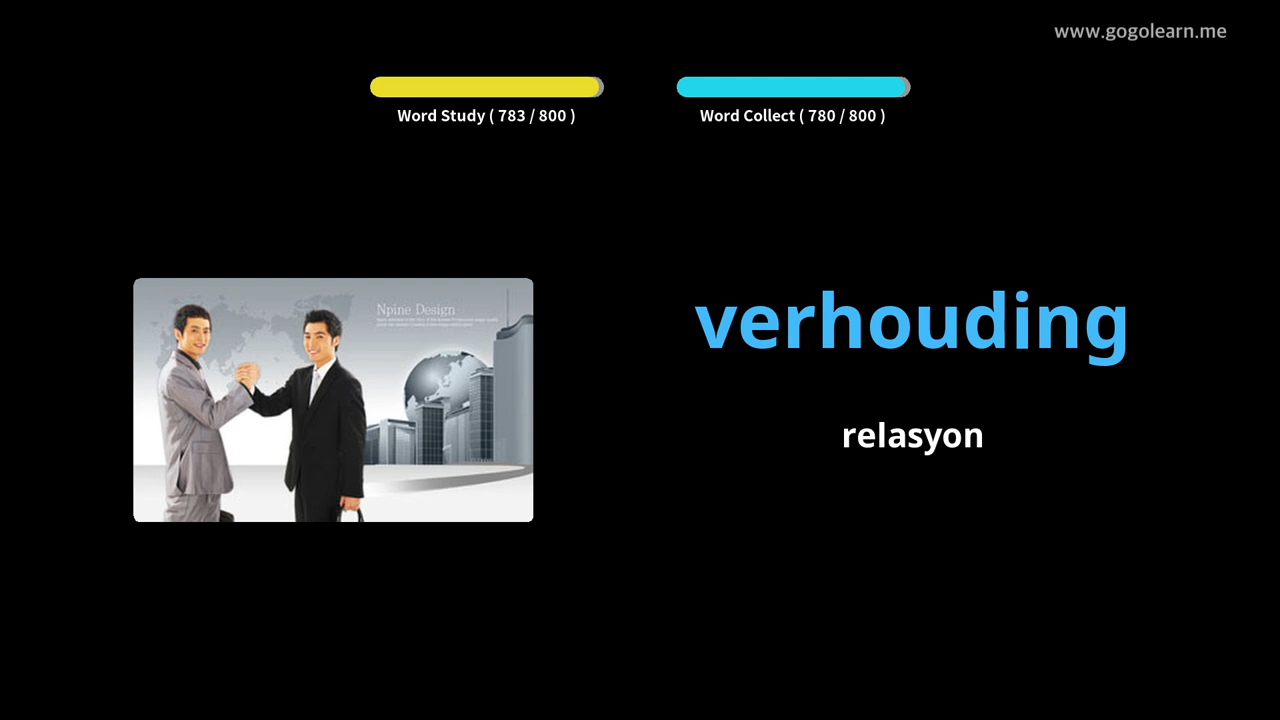 www.gogolearn.me
Word Study ( 783 / 800 )
Word Collect ( 780 / 800 )
Npine Design
verhouding
relasyon